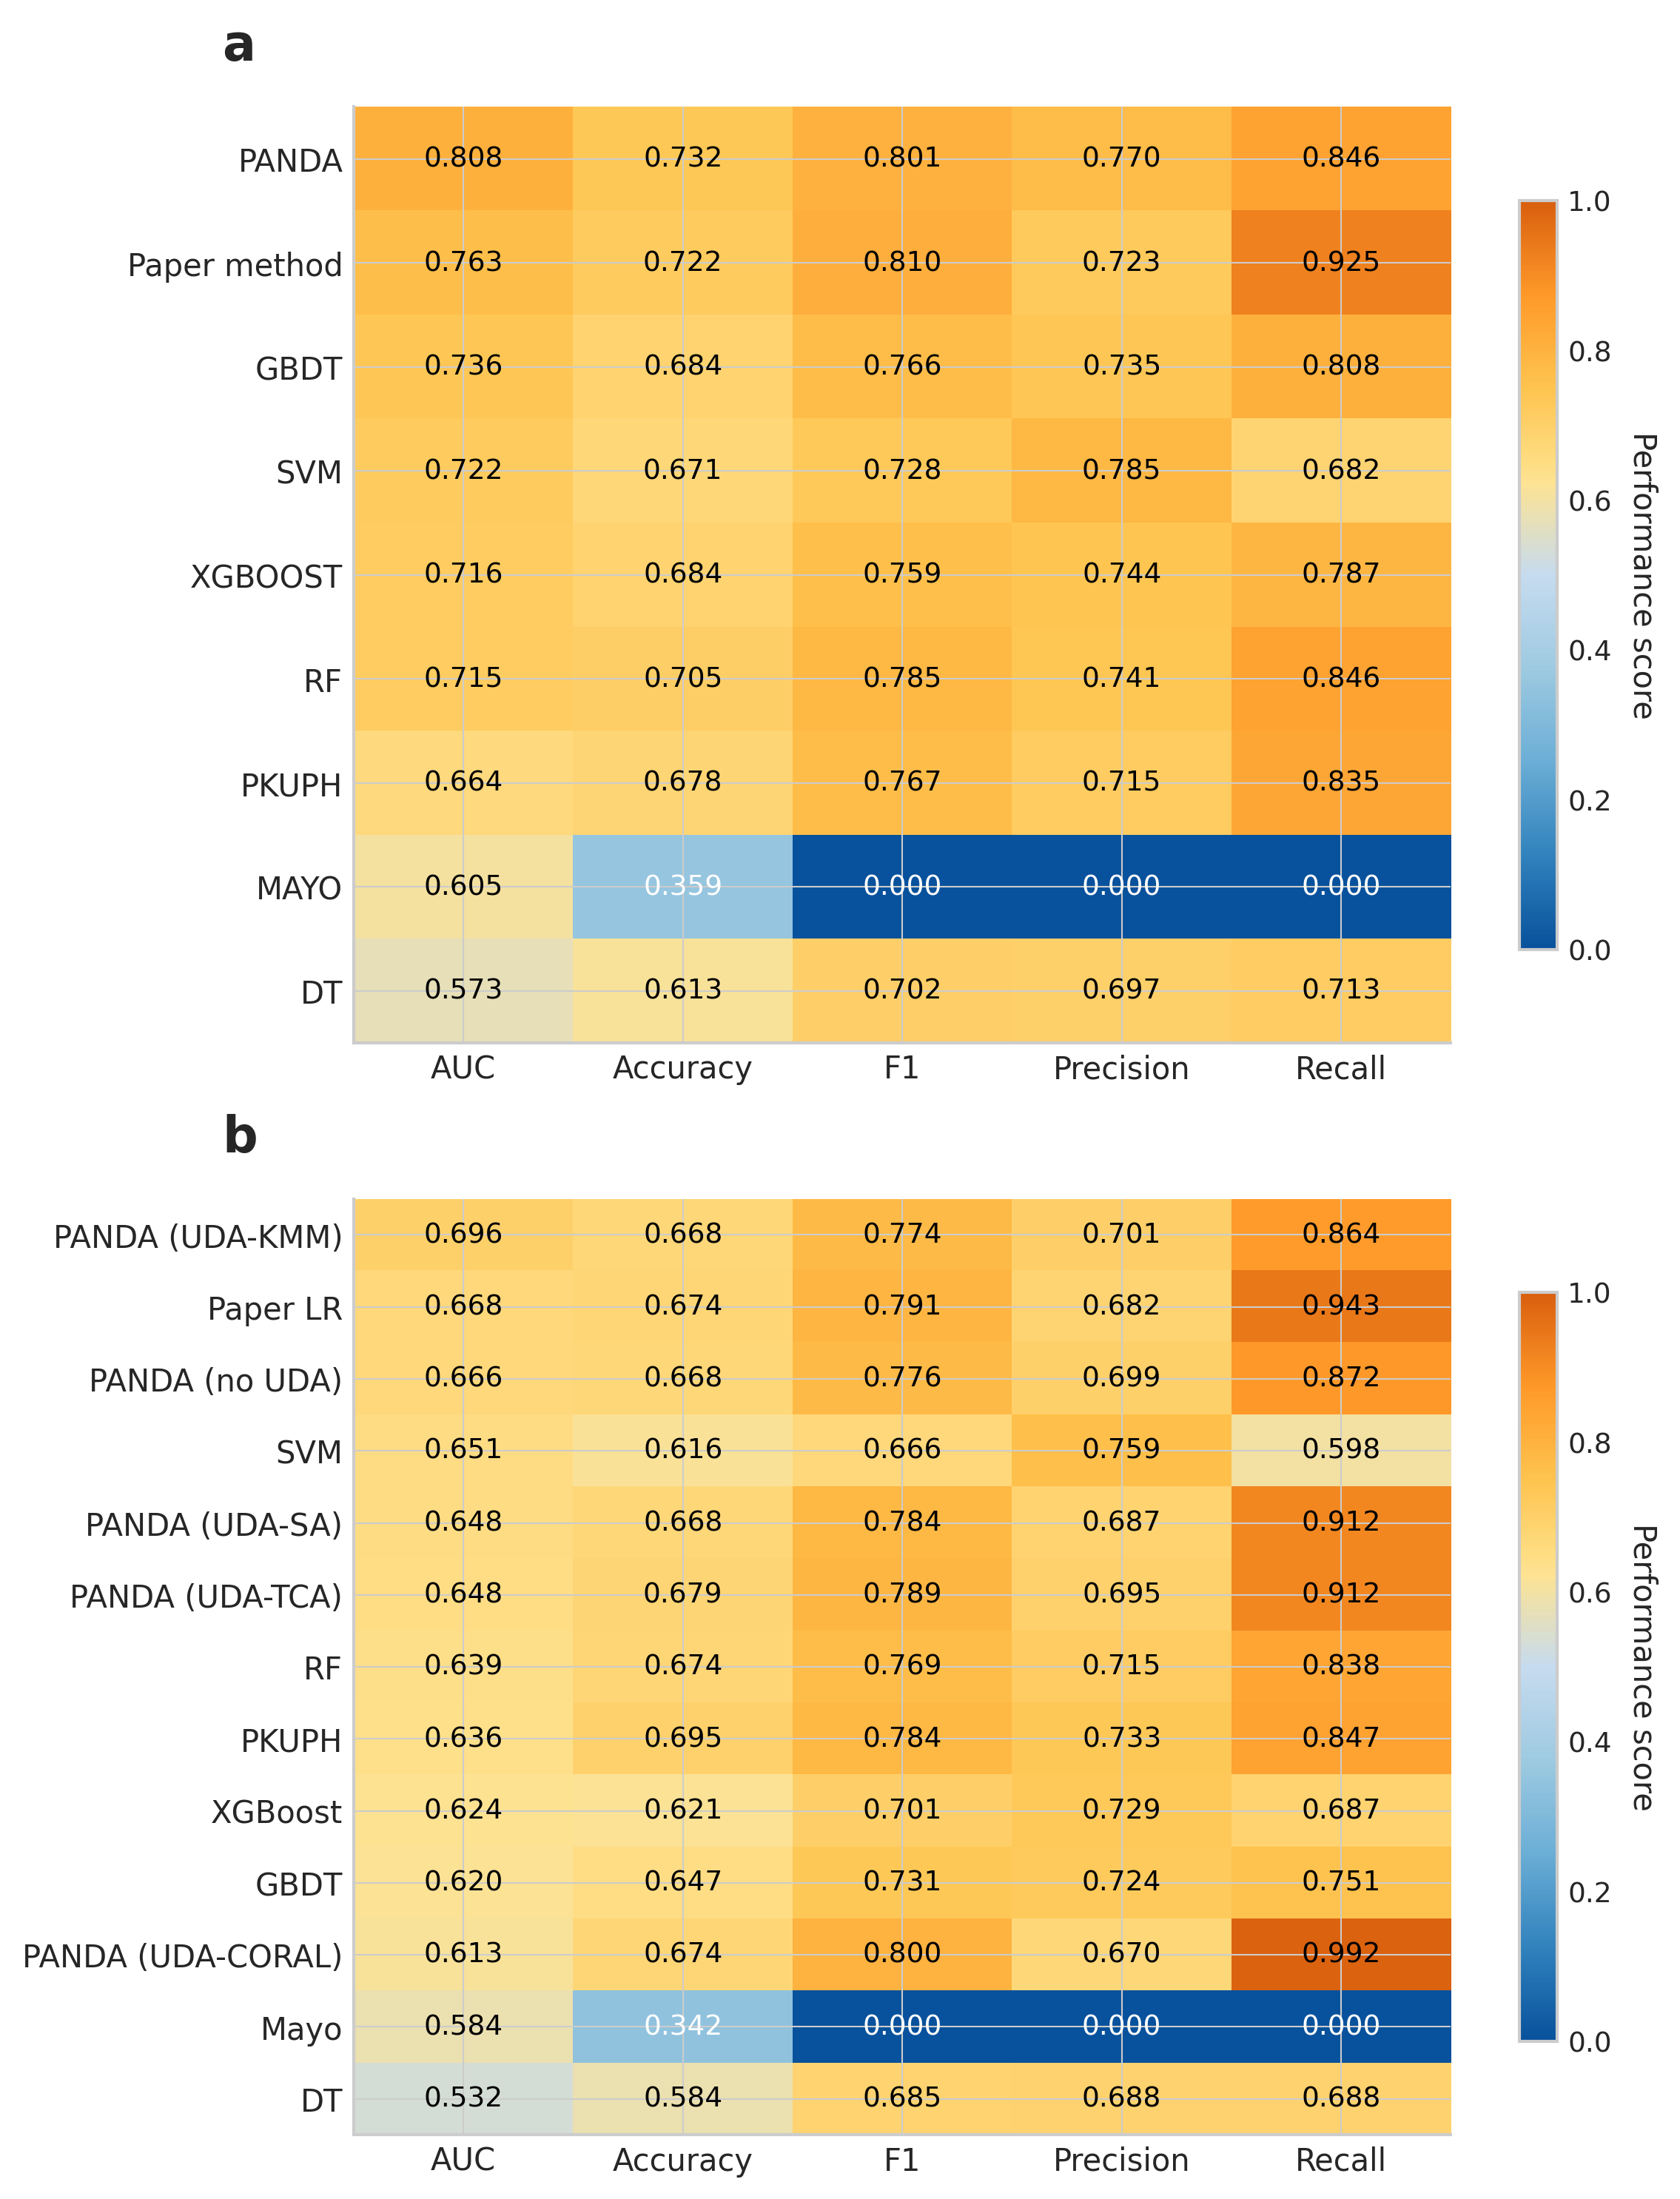 a
PANDA 0.808 0.732 0.801 0.770 0.846
Paper method 0.763 0.722 0.810 0.723 0.925
GBDT 0.736 0.684 0.766 0.735 0.808
SVM 0.722 0.671 0.728 0.785 0.682
XGBOOST 0.716 0.684 0.759 0.744 0.787
RF 0.715 0.705 0.785 0.741 0.846
PKUPH 0.664 0.678 0.767 0.715 0.835
MAYO 0.605 0.359 0.000 0.000 0.000
DT 0.573 0.613 0.702 0.697 0.713
AUC Accuracy F1 Precision Recall
1.0
0.8
0.6
0.4
0.2
0.0
Performance score
b
PANDA (UDA-KMM) 0.696 0.668 0.774 0.701 0.864
Paper LR 0.668 0.674 0.791 0.682 0.943
PANDA (no UDA) 0.666 0.668 0.776 0.699 0.872
SVM 0.651 0.616 0.666 0.759 0.598
PANDA (UDA-SA) 0.648 0.668 0.784 0.687 0.912
PANDA (UDA-TCA) 0.648 0.679 0.789 0.695 0.912
RF 0.639 0.674 0.769 0.715 0.838
PKUPH 0.636 0.695 0.784 0.733 0.847
XGBoost 0.624 0.621 0.701 0.729 0.687
GBDT 0.620 0.647 0.731 0.724 0.751
PANDA (UDA-CORAL) 0.613 0.674 0.800 0.670 0.992
Mayo 0.584 0.342 0.000 0.000 0.000
DT 0.532 0.584 0.685 0.688 0.688
AUC Accuracy F1 Precision Recall
1.0
0.8
0.6
0.4
0.2
0.0
Performance score